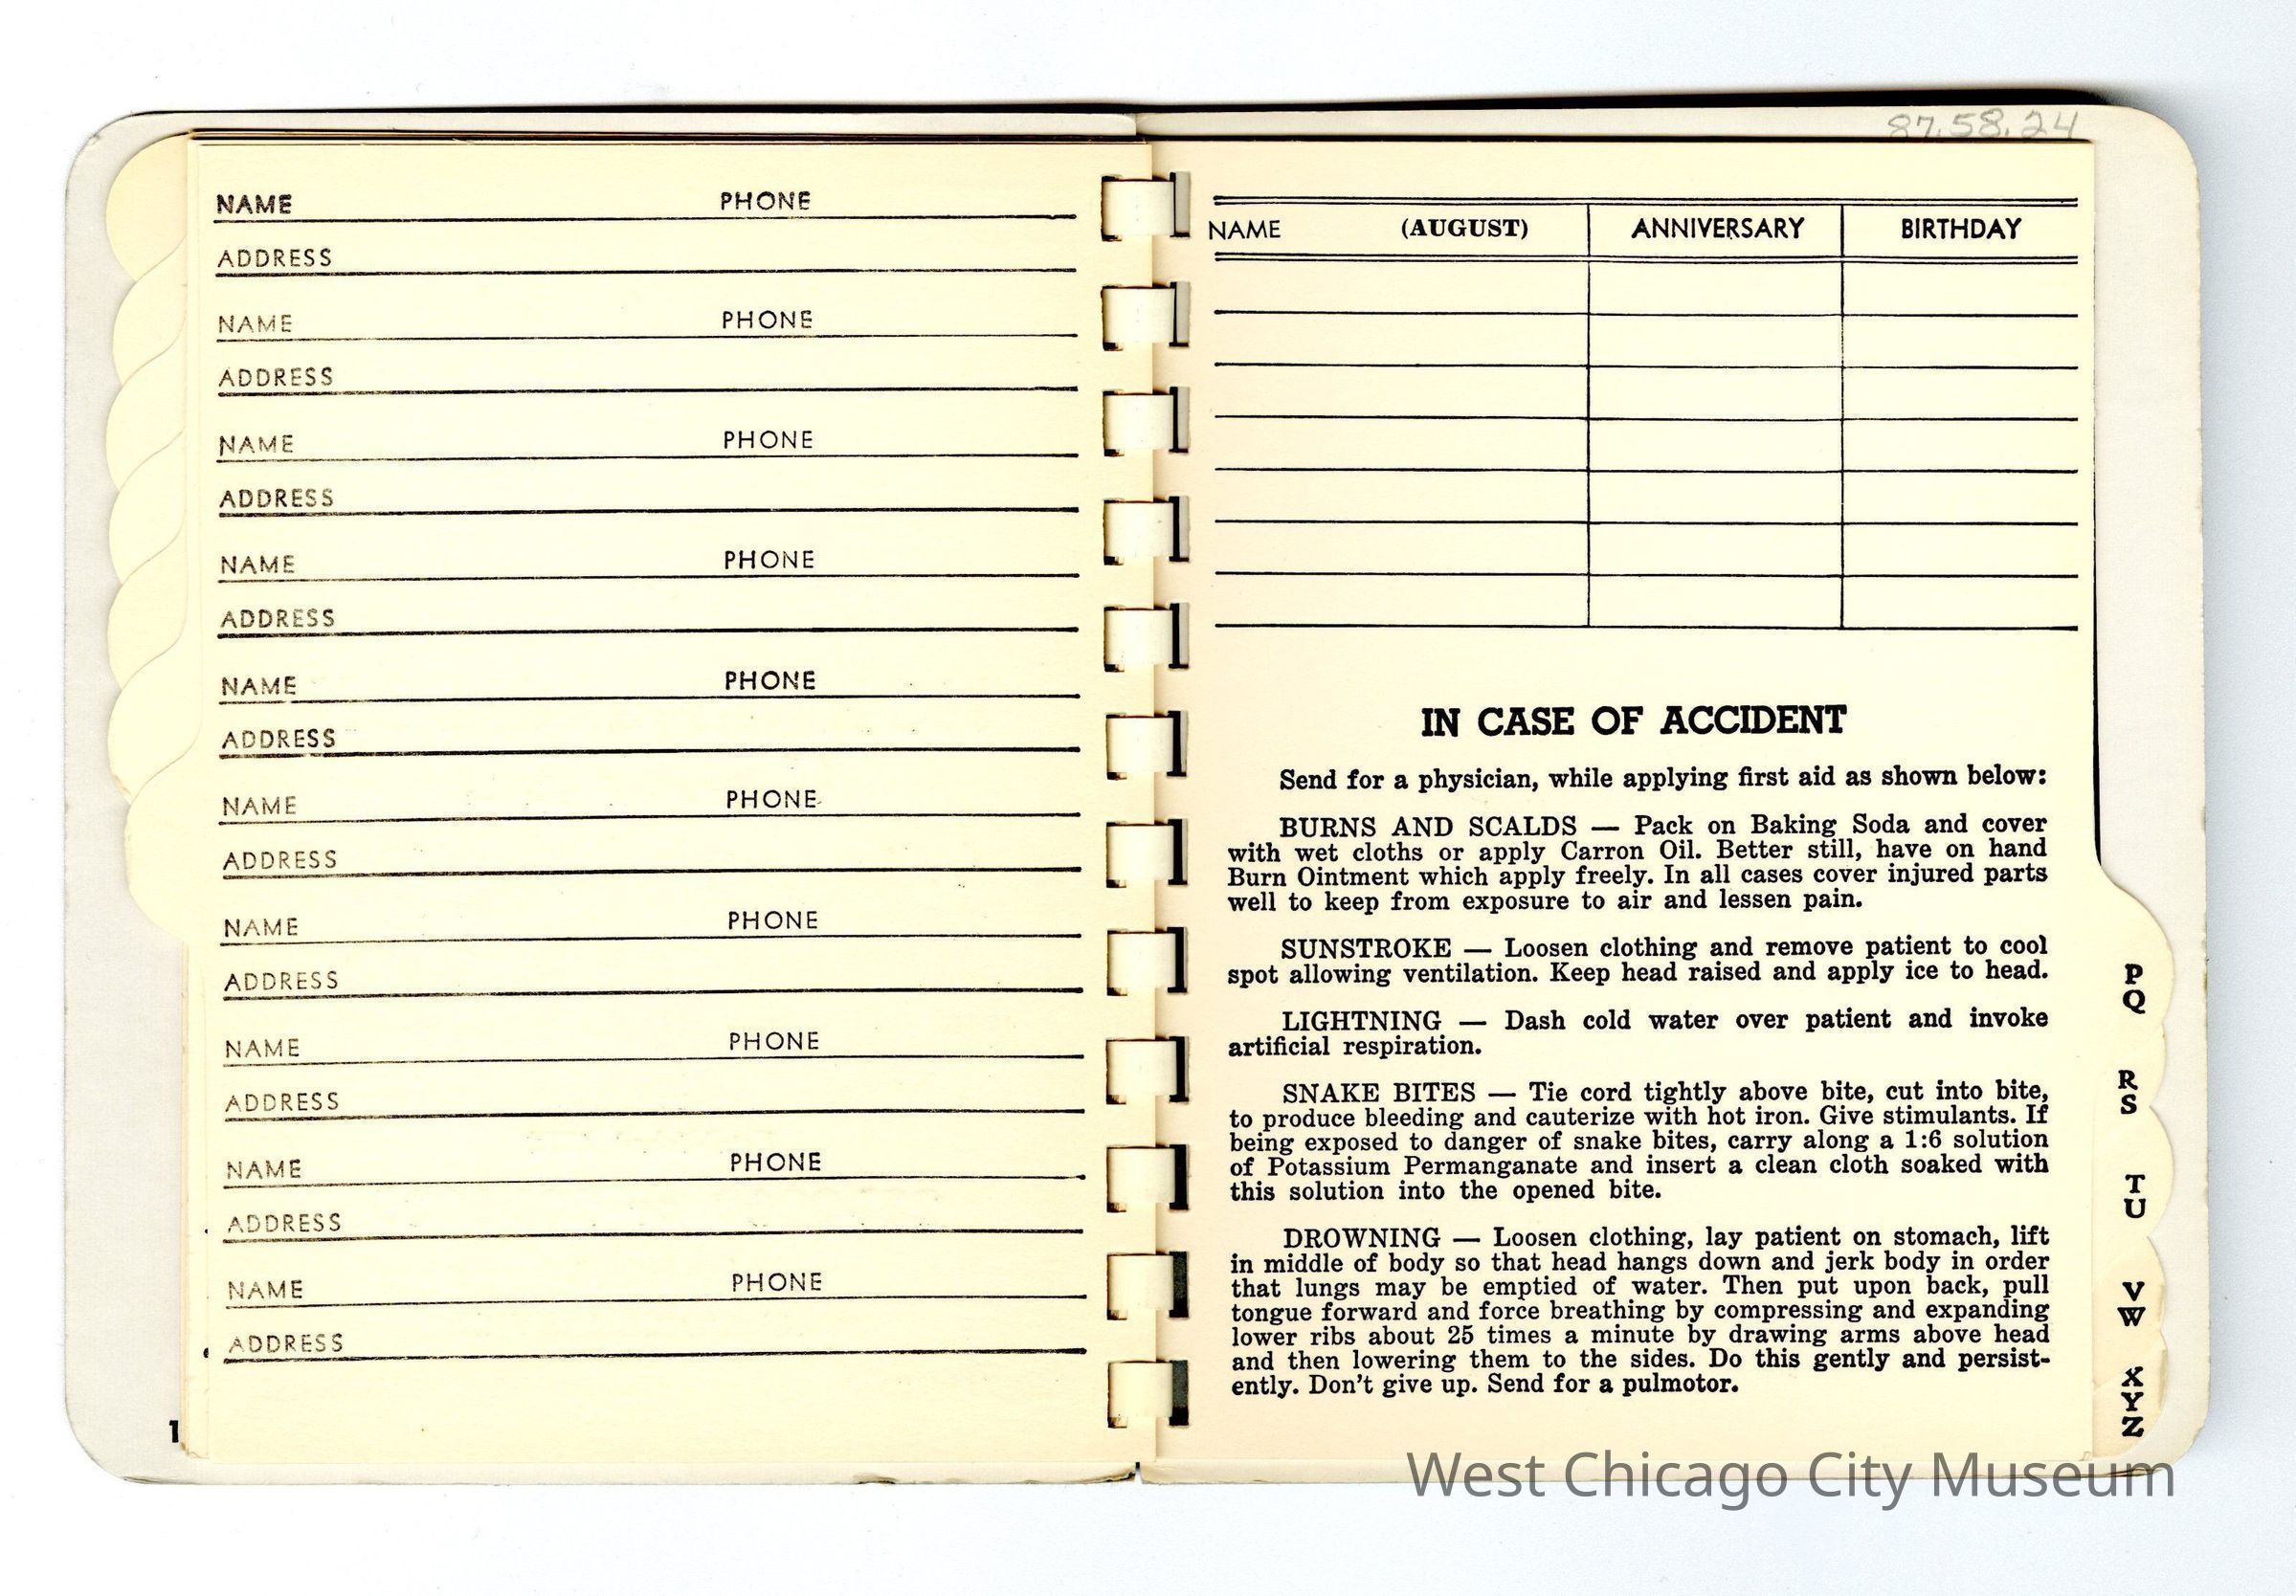 NAME PHONE
ADDRESS
NAME PHONE
ADDRESS
NAME PHONE
ADDRESS
NAME PHONE
ADDRESS
NAME PHONE
ADDRESS
NAME PHONE
ADDRESS
NAME PHONE
ADDRESS
NAME PHONE
ADDRESS
NAME PHONE
ADDRESS
NAME PHONE
ADDRESS
1
87.58.24
NAME (AUGUST) ANNIVERSARY BIRTHDAY
IN CASE OF ACCIDENT
Send for a physician, while applying first aid as shown below:
BURNS AND SCALDS — Pack on Baking Soda and cover
with wet cloths or apply Carron Oil. Better still, have on hand
Burn Ointment which apply freely. In all cases cover injured parts
well to keep from exposure to air and lessen pain.
SUNSTROKE — Loosen clothing and remove patient to cool
spot allowing ventilation. Keep head raised and apply ice to head.
LIGHTNING — Dash cold water over patient and invoke
artificial respiration.
SNAKE BITES — Tie cord tightly above bite, cut into bite,
to produce bleeding and cauterize with hot iron. Give stimulants. If
being exposed to danger of snake bites, carry along a 1:6 solution
of Potassium Permanganate and insert a clean cloth soaked with
this solution into the opened bite.
DROWNING — Loosen clothing, lay patient on stomach, lift
in middle of body so that head hangs down and jerk body in order
that lungs may be emptied of water. Then put upon back, pull
tongue forward and force breathing by compressing and expanding
lower ribs about 25 times a minute by drawing arms above head
and then lowering them to the sides. Do this gently and persist-
ently. Don't give up. Send for a pulmotor.
P
Q
R
S
T
U
V
W
X
Y
Z
West Chicago City Museum